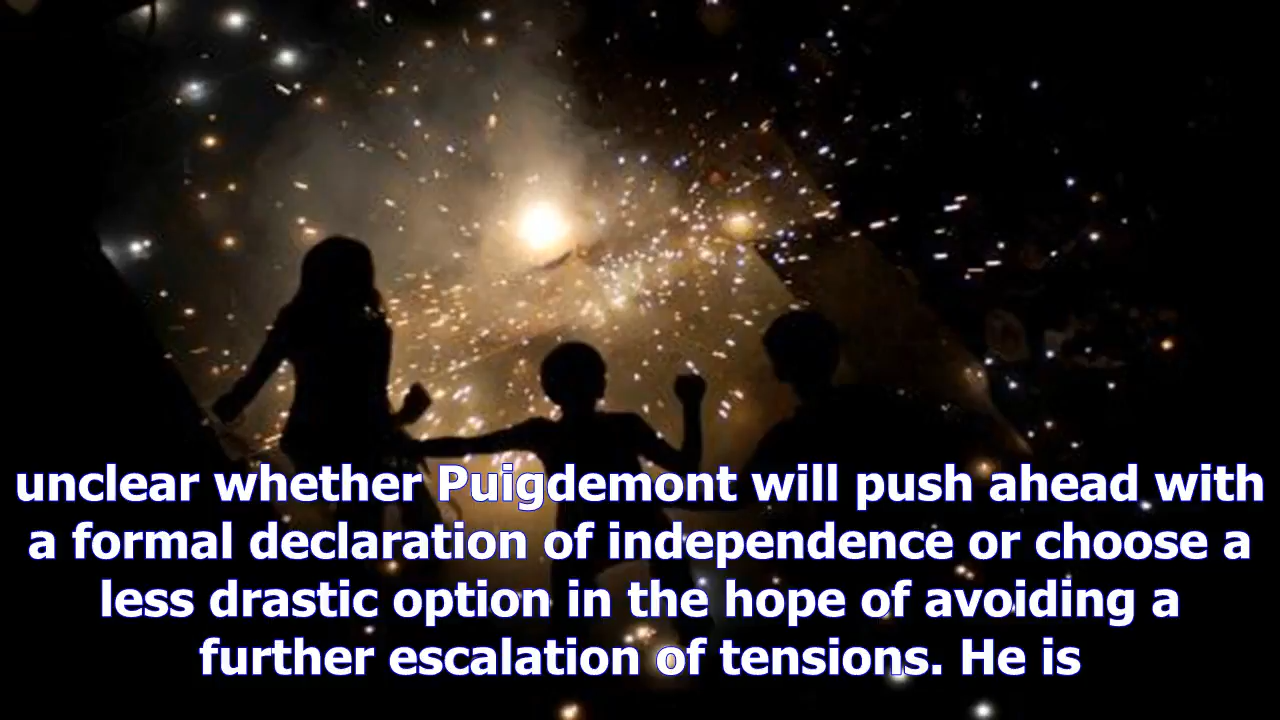 unclear whether Puigdemont will push ahead with
a formal declaration of independence or choose a
less drastic option in the hope of avoiding a
further escalation of tensions. He is